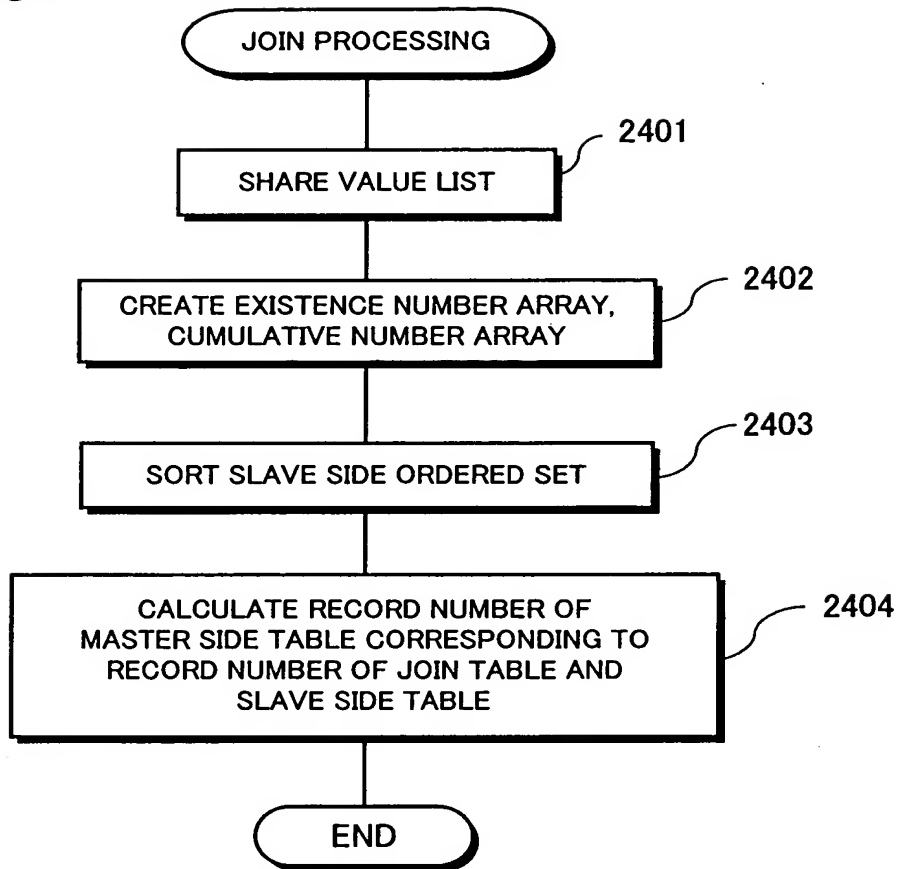 JOIN PROCESSING
2401
SHARE VALUE LIST
2402
CREATE EXISTENCE NUMBER ARRAY,
CUMULATIVE NUMBER ARRAY
2403
SORT SLAVE SIDE ORDERED SET
CALCULATE RECORD NUMBER OF
MASTER SIDE TABLE CORRESPONDING TO
RECORD NUMBER OF JOIN TABLE AND
SLAVE SIDE TABLE
2404
END